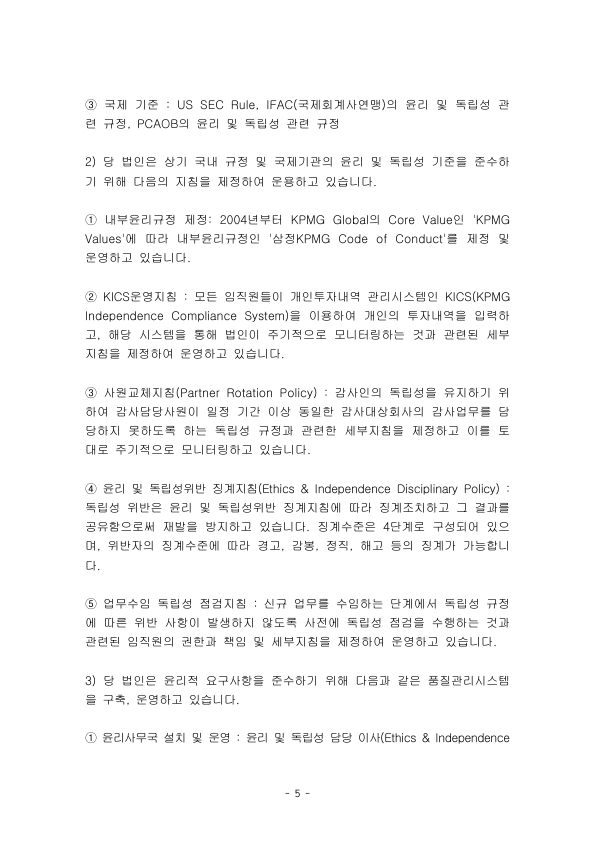 ③ 국제 기준 : US SEC Rule, IFAC(국제회계사연맹)의 윤리 및 독립성 관
련 규정, PCAOB의 윤리 및 독립성 관련 규정
2) 당 법인은 상기 국내 규정 및 국제기관의 윤리 및 독립성 기준을 준수하
기 위해 다음의 지침을 제정하여 운용하고 있습니다.
① 내부윤리규정 제정: 2004년부터 KPMG Global의 Core Value인 'KPMG
Values'에 따라 내부윤리규정인 '삼정KPMG Code of Conduct'를 제정 및
운영하고 있습니다.
② KICS운영지침 : 모든 임직원들이 개인투자내역 관리시스템인 KICS(KPMG
Independence Compliance System)을 이용하여 개인의 투자내역을 입력하
고, 해당 시스템을 통해 법인이 주기적으로 모니터링하는 것과 관련된 세부
지침을 제정하여 운영하고 있습니다.
③ 사원교체지침(Partner Rotation Policy) : 감사인의 독립성을 유지하기 위
하여 감사담당사원이 일정 기간 이상 동일한 감사대상회사의 감사업무를 담
당하지 못하도록 하는 독립성 규정과 관련한 세부지침을 제정하고 이를 토
대로 주기적으로 모니터링하고 있습니다.
④ 윤리 및 독립성위반 징계지침(Ethics & Independence Disciplinary Policy) :
독립성 위반은 윤리 및 독립성위반 징계지침에 따라 징계조치하고 그 결과를
공유함으로써 재발을 방지하고 있습니다. 징계수준은 4단계로 구성되어 있으
며, 위반자의 징계수준에 따라 경고, 감봉, 정직, 해고 등의 징계가 가능합니
다.
⑤ 업무수임 독립성 점검지침 : 신규 업무를 수임하는 단계에서 독립성 규정
에 따른 위반 사항이 발생하지 않도록 사전에 독립성 점검을 수행하는 것과
관련된 임직원의 권한과 책임 및 세부지침을 제정하여 운영하고 있습니다.
3) 당 법인은 윤리적 요구사항을 준수하기 위해 다음과 같은 품질관리시스템
을 구축, 운영하고 있습니다.
① 윤리사무국 설치 및 운영 : 윤리 및 독립성 담당 이사(Ethics & Independence
- 5 -